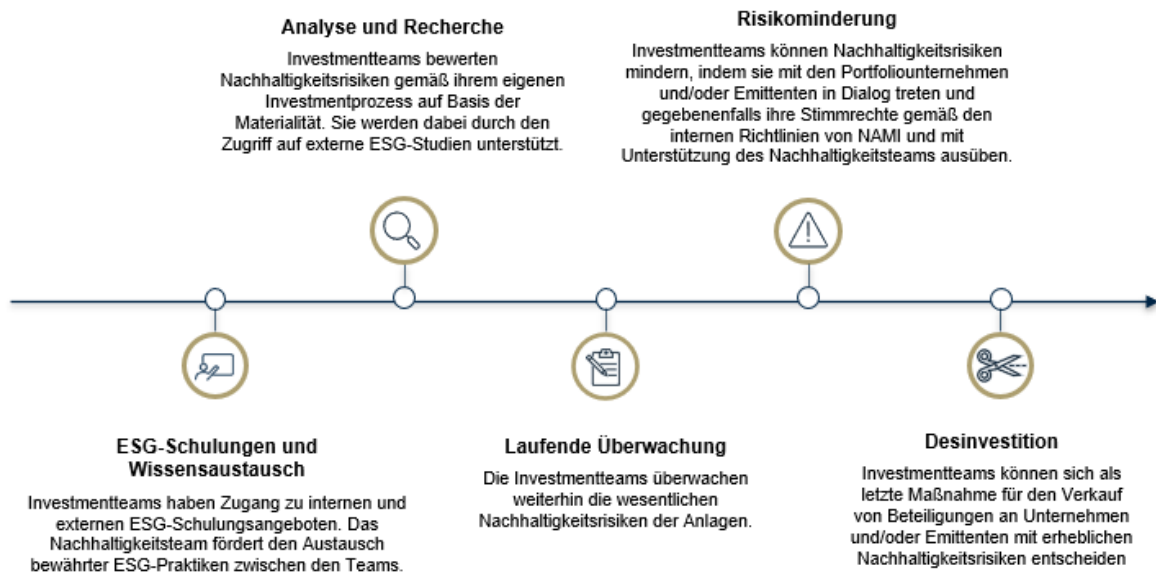 Analyse und Recherche
Investmentteams bewerten
Nachhaltigkeitsrisiken gemäß ihrem eigenen
Investmentprozess auf Basis der
Materialität. Sie werden dabei durch den
Zugriff auf externe ESG-Studien unterstützt.
Risikominderung
Investmentteams können Nachhaltigkeitsrisiken
mindern, indem sie mit den Portfoliounternehmen
und/oder Emittenten in Dialog treten und
gegebenenfalls ihre Stimmrechte gemäß den
internen Richtlinien von NAMI und mit
Unterstützung des Nachhaltigkeitsteams ausüben.
ESG-Schulungen und
Wissensaustausch
Investmentteams haben Zugang zu internen und
externen ESG-Schulungsangeboten. Das
Nachhaltigkeitsteam fördert den Austausch
bewährter ESG-Praktiken zwischen den Teams.
Laufende Überwachung
Die Investmentteams überwachen
weiterhin die wesentlichen
Nachhaltigkeitsrisiken der Anlagen.
Desinvestition
Investmentteams können sich als
letzte Maßnahme für den Verkauf
von Beteiligungen an Unternehmen
und/oder Emittenten mit erheblichen
Nachhaltigkeitsrisiken entscheiden